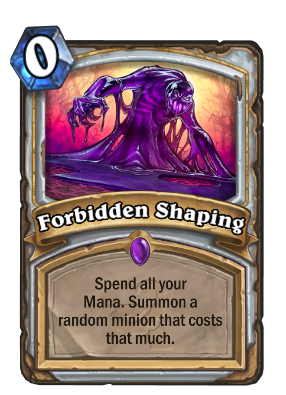 0
Forbidden Shaping
Spend all your
Mana. Summon a
random minion that costs
that much.